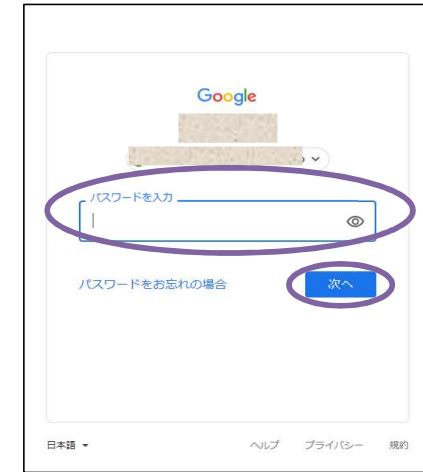 Google
パスワードを入力
パスワードをお忘れの場合
次へ
日本語
ヘルプ
プライバシー
規約